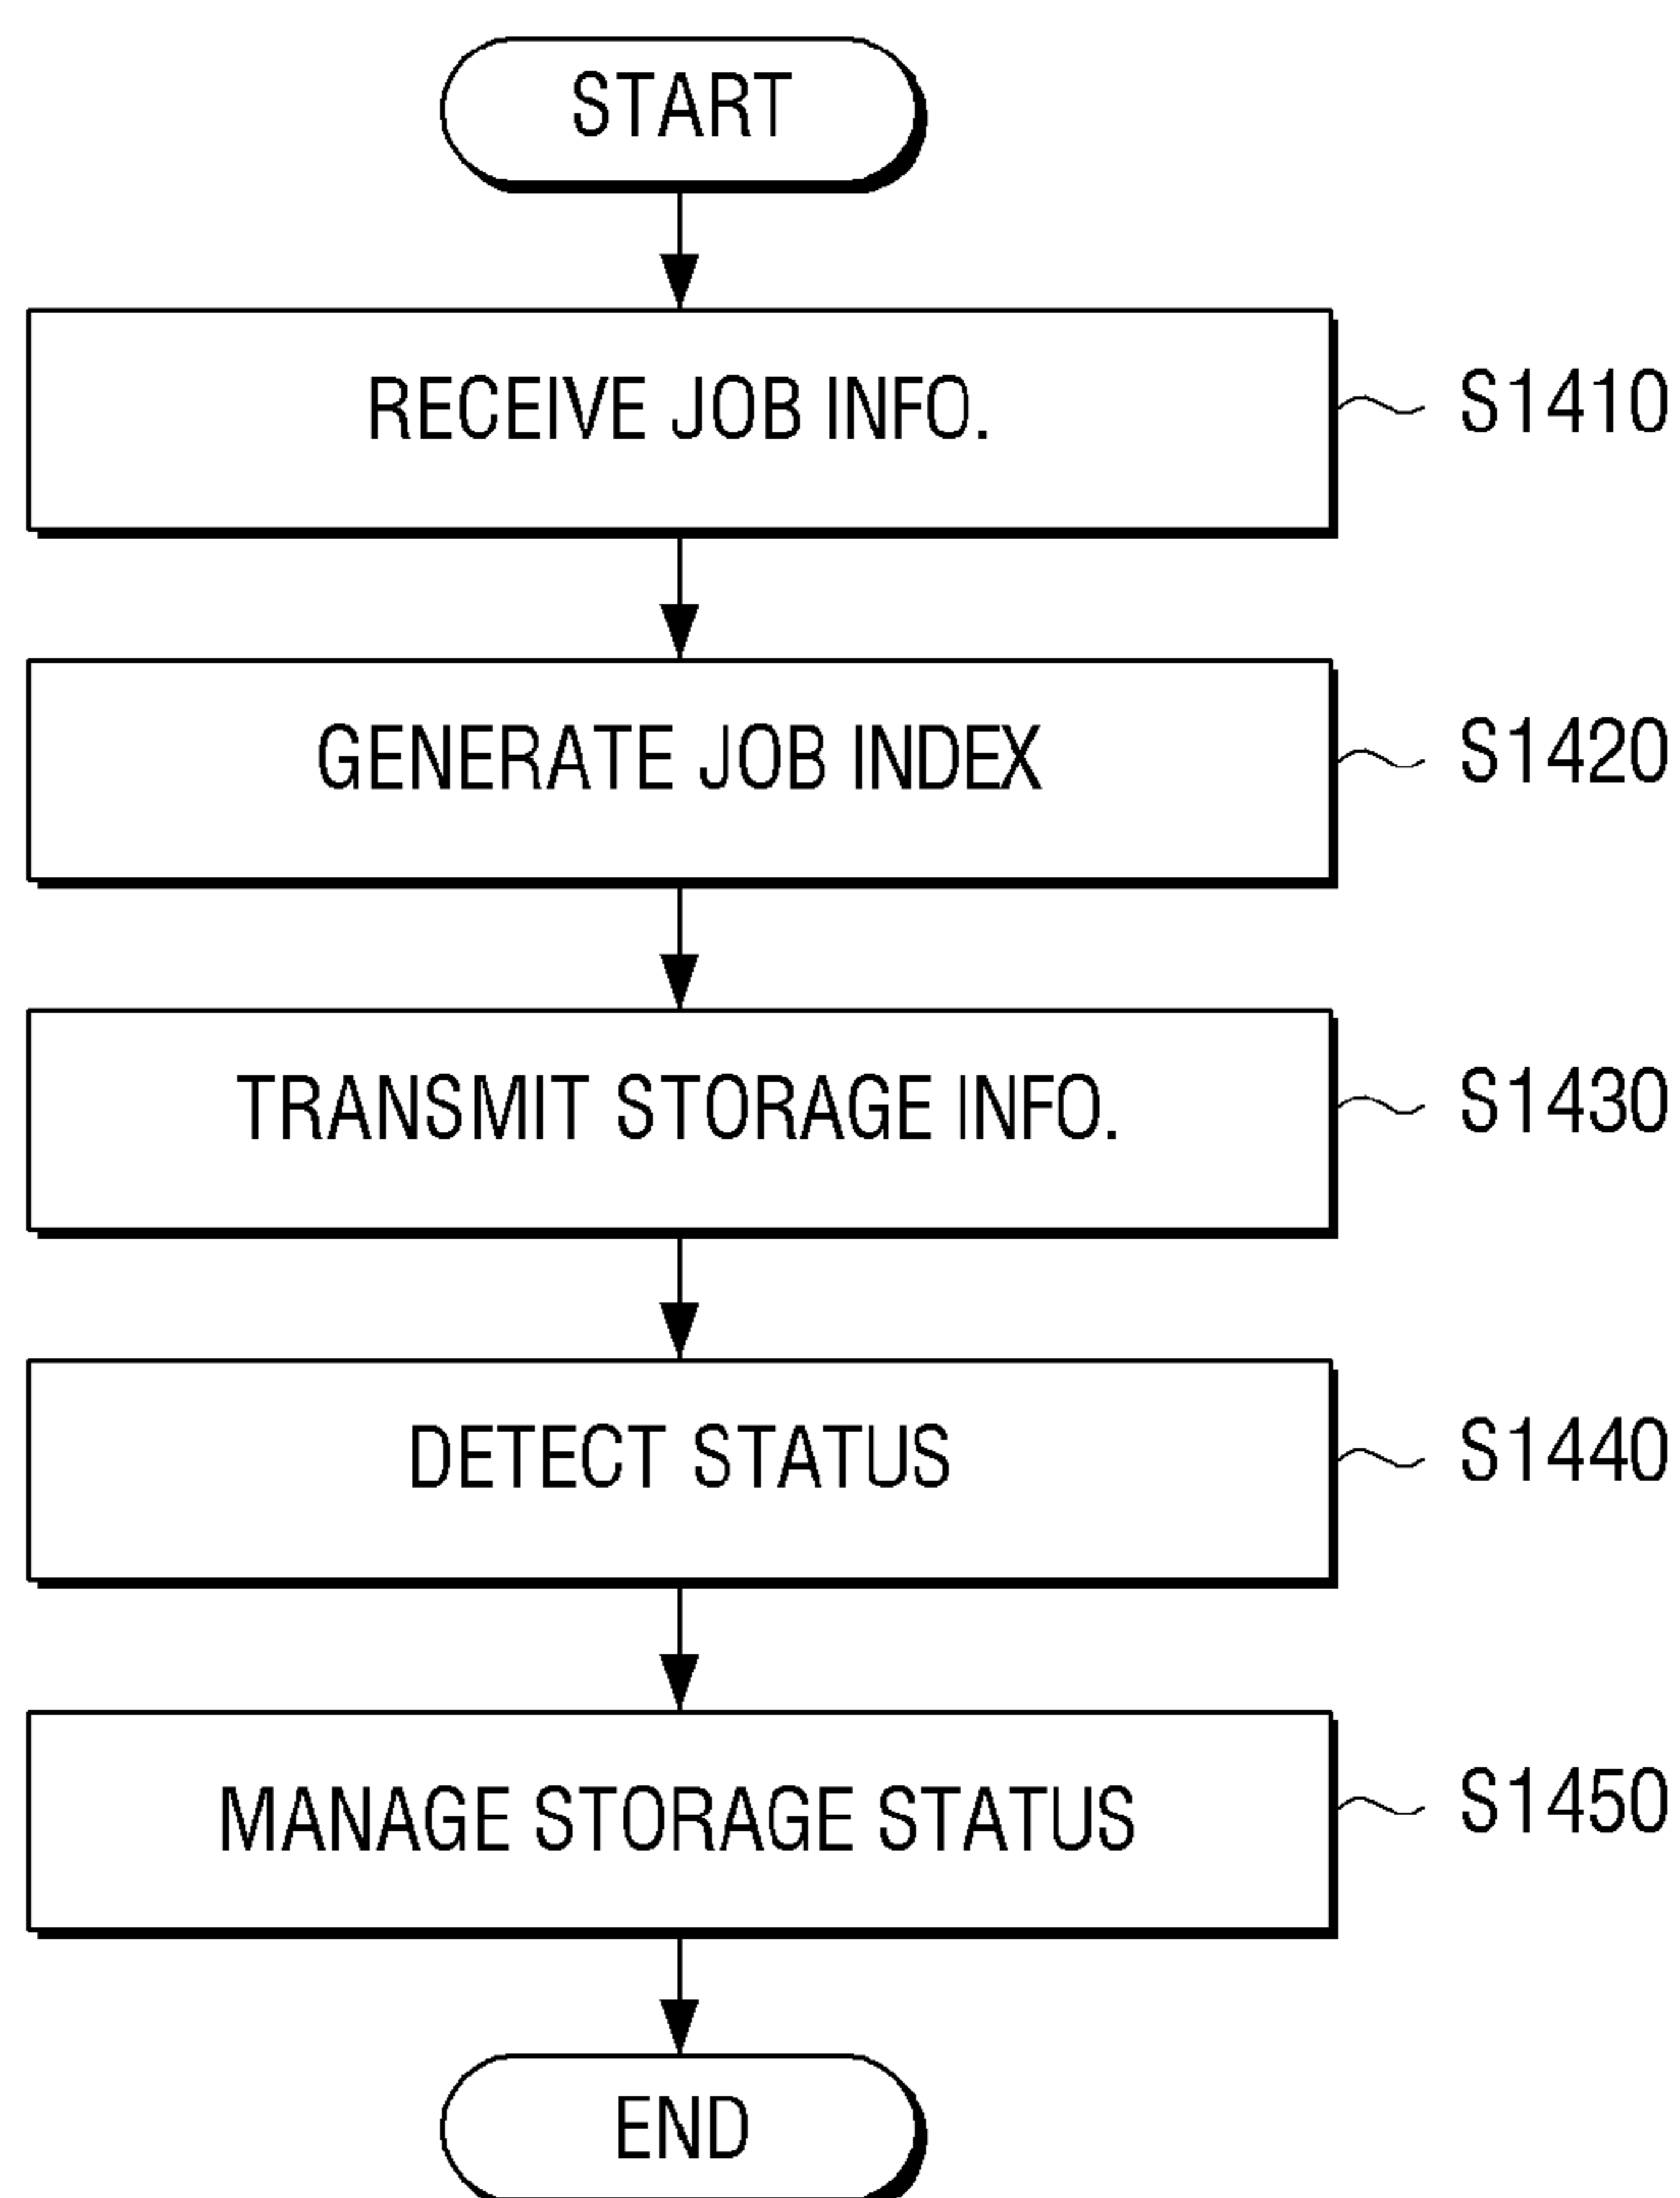 START
RECEIVE JOB INFO.
S1410
GENERATE JOB INDEX
S1420
TRANSMIT STORAGE INFO.
S1430
DETECT STATUS
S1440
MANAGE STORAGE STATUS
S1450
END